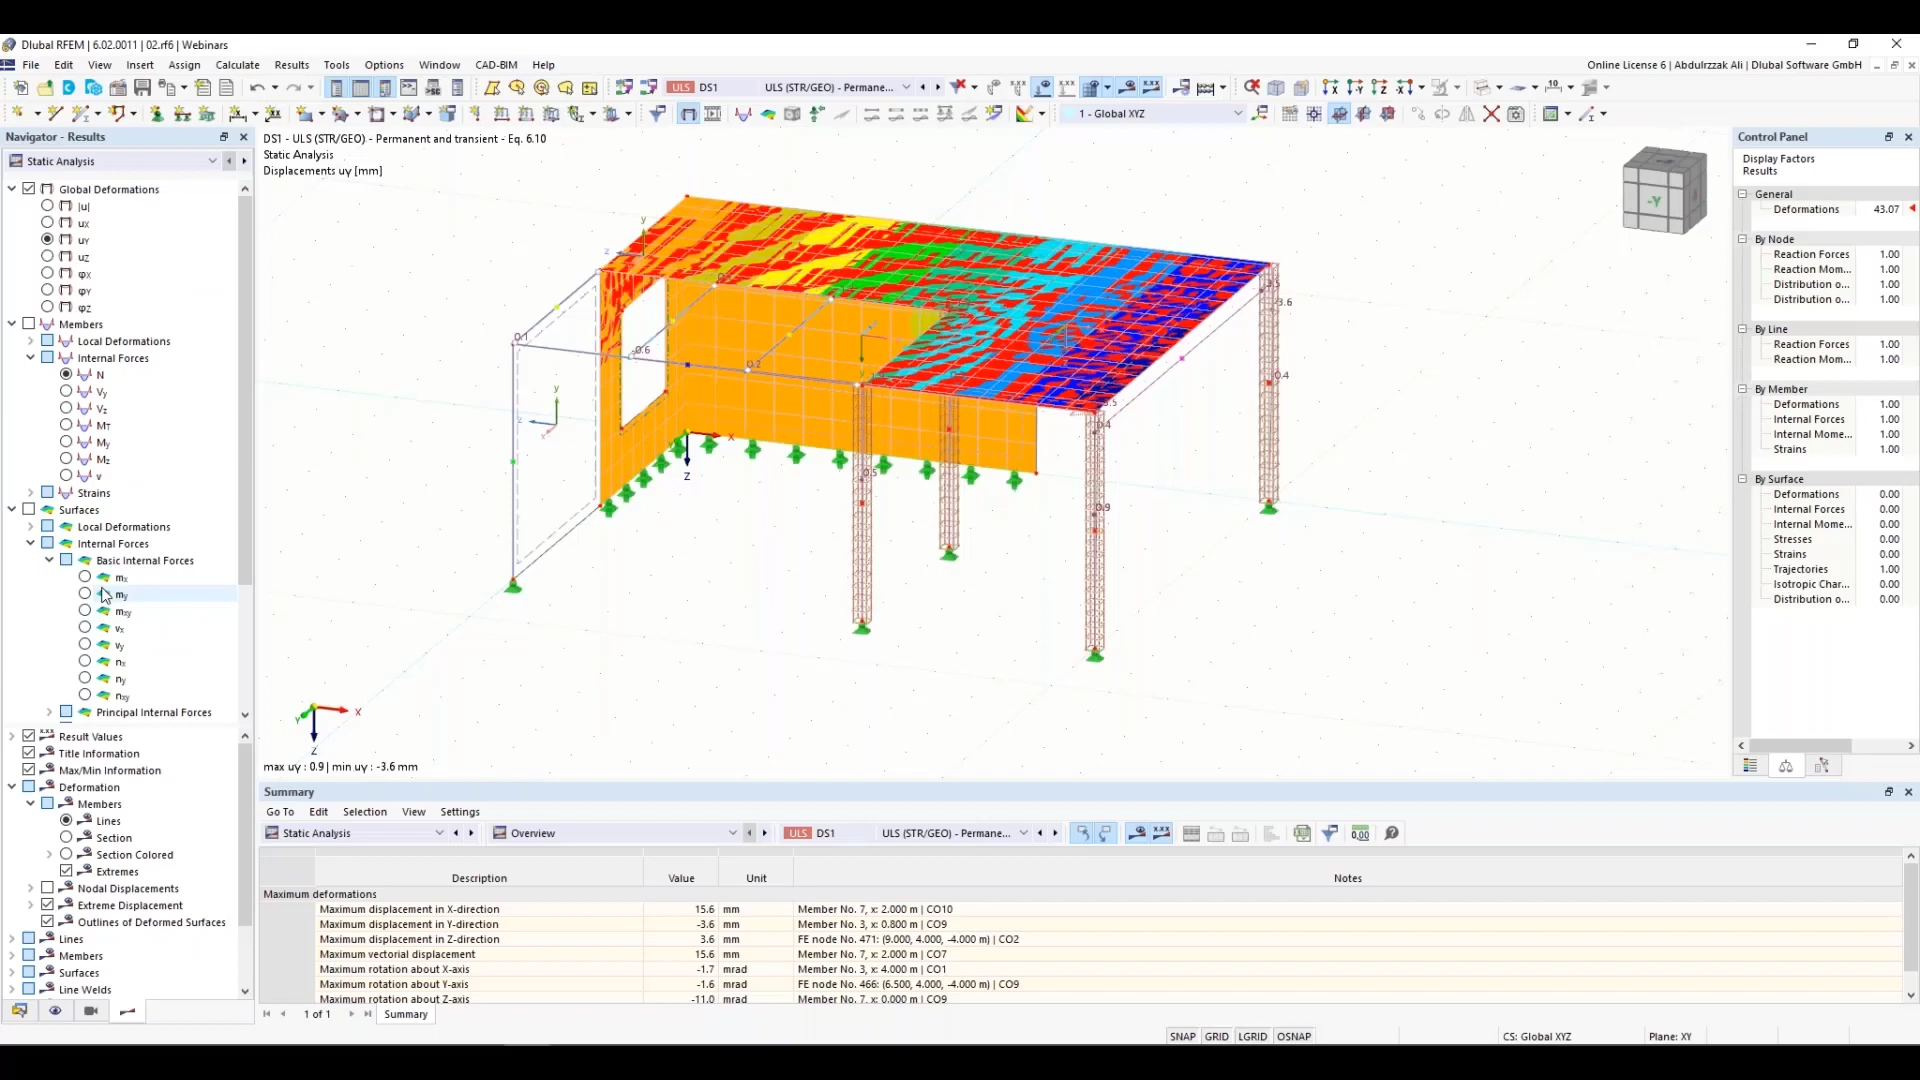 Dlubal RFEM | 6.02.0011 | 02.rf6 | Webinars
File Edit View Insert Assign Calculate Results Tools Options Window CAD-BIM Help
Online License 6 | Abdulrzzak Ali | Dlubal Software GmbH
ULS DS1 ULS (STR/GEO) - Permane...
1 - Global XYZ
Navigator - Results
Static Analysis
Global Deformations
|u|
uX
uY
uZ
φX
φY
φZ
Members
Local Deformations
Internal Forces
N
Vy
Vz
MT
My
Mz
v
Strains
Surfaces
Local Deformations
Internal Forces
Basic Internal Forces
mx
my
mxy
vx
vy
nx
ny
nxy
Principal Internal Forces
Result Values
Title Information
Max/Min Information
Deformation
Members
Lines
Section
Section Colored
Extremes
Nodal Displacements
Extreme Displacement
Outlines of Deformed Surfaces
Lines
Members
Surfaces
Line Welds
DS1 - ULS (STR/GEO) - Permanent and transient - Eq. 6.10
Static Analysis
Displacements uY [mm]
-Y
y
z
0.1
-0.6
0.2
-3.6
0.4
0.9
X
Z
X
Y
Z
max uY : 0.9 | min uY : -3.6 mm
Control Panel
Display Factors
Results
General
Deformations 43.07
By Node
Reaction Forces 1.00
Reaction Mom... 1.00
Distribution o... 1.00
Distribution o... 1.00
By Line
Reaction Forces 1.00
Reaction Mom... 1.00
By Member
Deformations 1.00
Internal Forces 1.00
Internal Mome... 1.00
Strains 1.00
By Surface
Deformations 0.00
Internal Forces 0.00
Internal Mome... 0.00
Stresses 0.00
Strains 0.00
Trajectories 1.00
Isotropic Char... 0.00
Distribution o... 0.00
Summary
Go To Edit Selection View Settings
Static Analysis Overview ULS DS1 ULS (STR/GEO) - Permane...
Description Value Unit Notes
Maximum deformations
Maximum displacement in X-direction 15.6 mm Member No. 7, x: 2.000 m | CO10
Maximum displacement in Y-direction -3.6 mm Member No. 3, x: 0.800 m | CO9
Maximum displacement in Z-direction 3.6 mm FE node No. 471: (9.000, 4.000, -4.000 m) | CO2
Maximum vectorial displacement 15.6 mm Member No. 7, x: 2.000 m | CO7
Maximum rotation about X-axis -1.7 mrad Member No. 3, x: 4.000 m | CO1
Maximum rotation about Y-axis -1.6 mrad FE node No. 466: (6.500, 4.000, -4.000 m) | CO9
Maximum rotation about Z-axis -11.0 mrad Member No. 7, x: 0.000 m | CO9
1 of 1 Summary
SNAP GRID LGRID OSNAP CS: Global XYZ Plane: XY